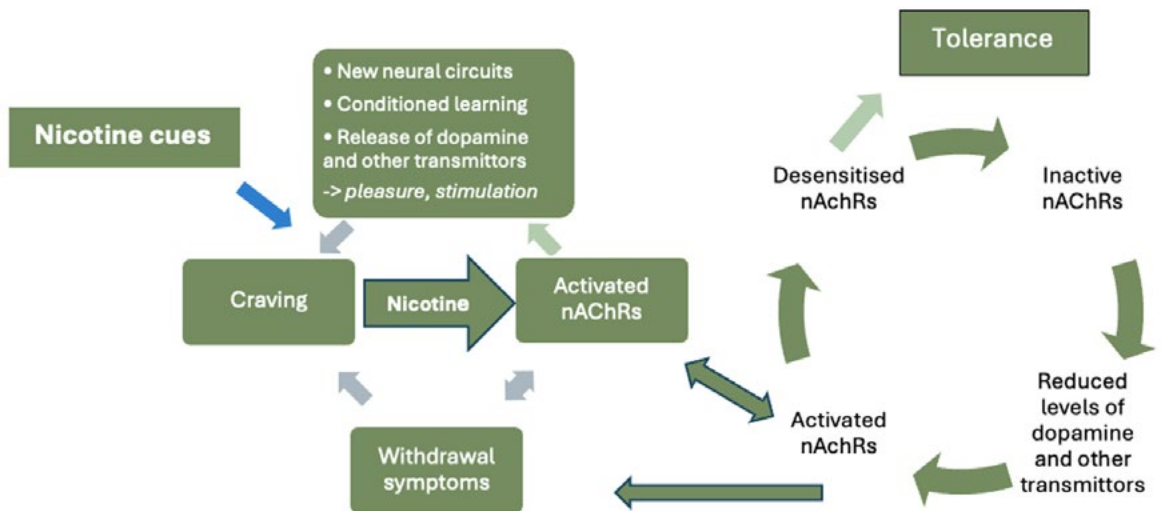 Tolerance
• New neural circuits
• Conditioned learning
• Release of dopamine
and other transmittors
-> pleasure, stimulation
Nicotine cues
Desensitised
nAchRs
Inactive
nAChRs
Craving
Nicotine
Activated
nAChRs
Reduced
levels of
dopamine
and other
transmittors
Activated
nAchRs
Withdrawal
symptoms